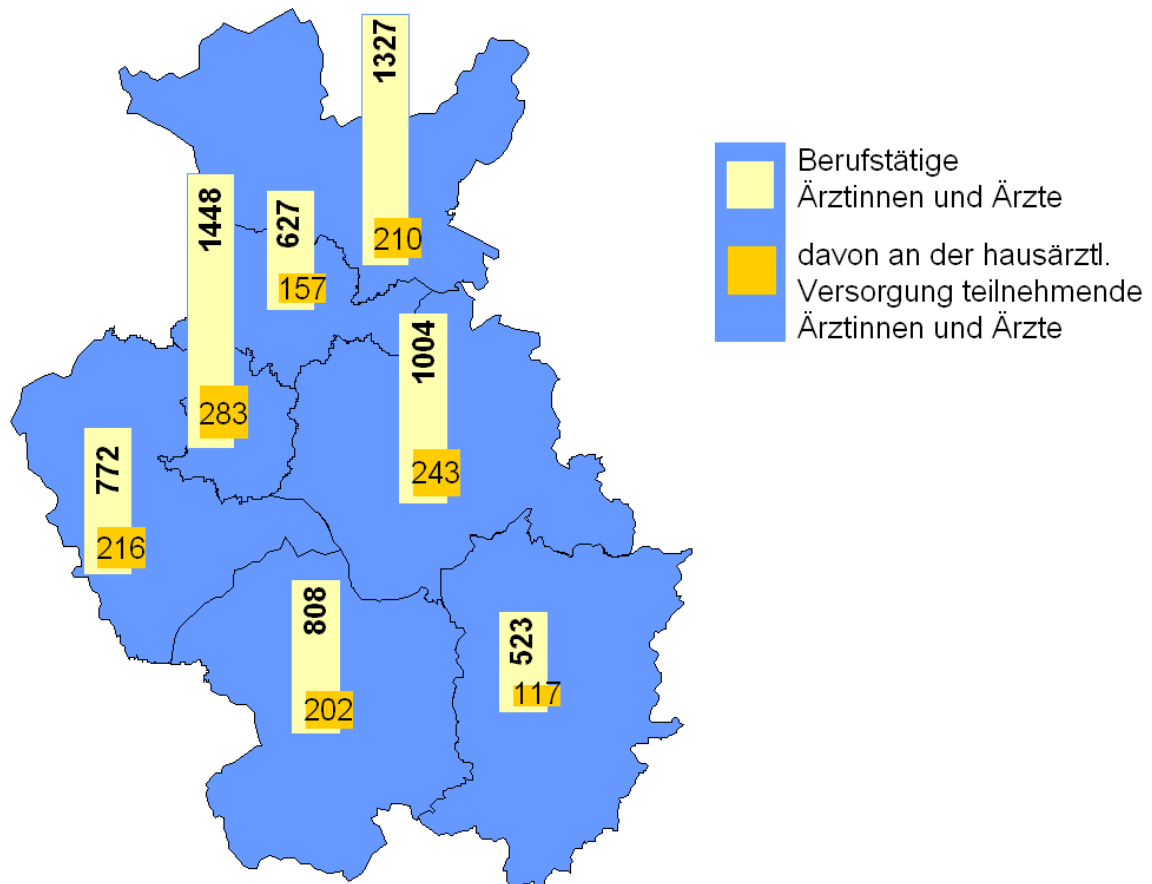 1327
1448
627
210
157
1004
283
772
243
216
808
523
117
202
Berufstätige
Ärztinnen und Ärzte
davon an der hausärztl.
Versorgung teilnehmende
Ärztinnen und Ärzte